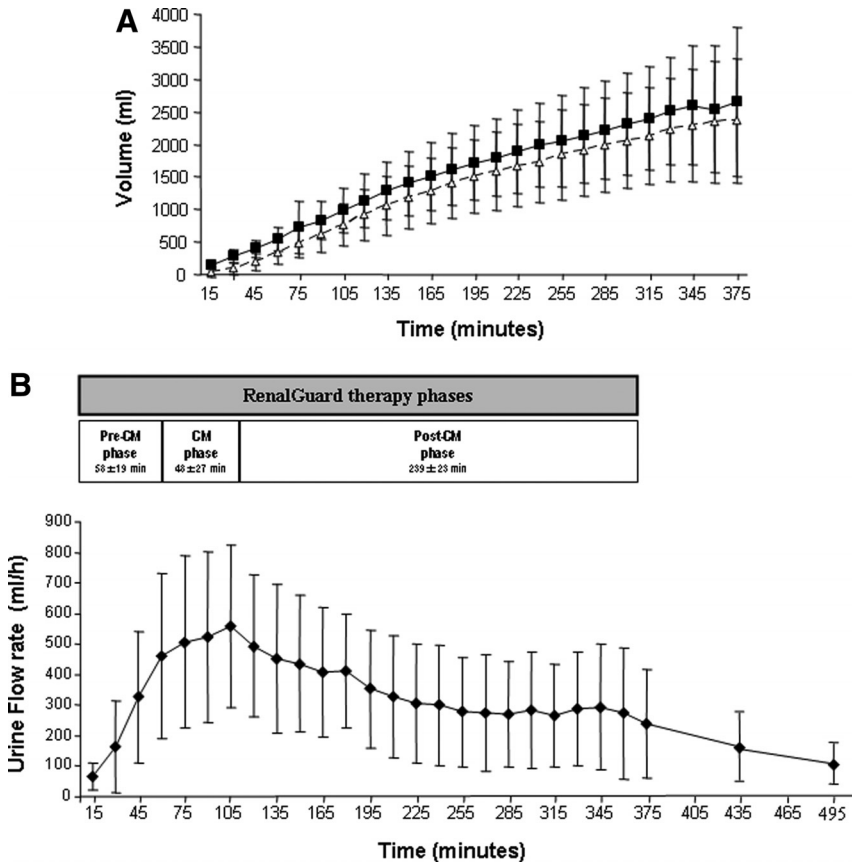 A
4000
3500
3000
2500
2000
1500
1000
500
0
Volume (ml)
15 45 75 105 135 165 195 225 255 285 315 345 375
Time (minutes)
B
RenalGuard therapy phases
Pre-CM
phase
58±19 min
CM
phase
48±27 min
Post-CM
phase
239±23 min
900
800
700
600
500
400
300
200
100
0
Urine Flow rate (ml/h)
15 45 75 105 135 165 195 225 255 285 315 345 375 405 435 465 495
Time (minutes)